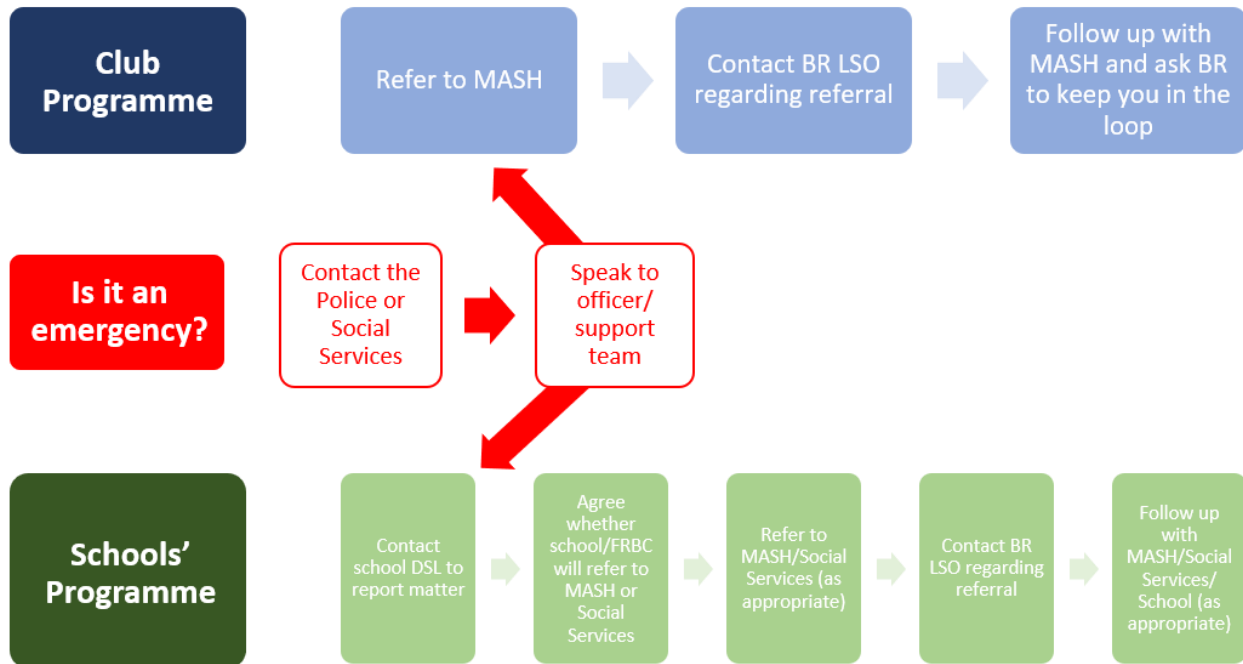 Club
Programme
Refer to MASH
Contact BR LSO
regarding referral
Follow up with
MASH and ask BR
to keep you in the
loop
Is it an
emergency?
Contact the
Police or
Social
Services
Speak to
officer/
support
team
Schools’
Programme
Contact
school DSL to
report matter
Agree
whether
school/FRBC
will refer to
MASH or
Social
Services
Refer to
MASH/Social
Services (as
appropriate)
Contact BR
LSO regarding
referral
Follow up
with
MASH/Social
Services/
School (as
appropriate)